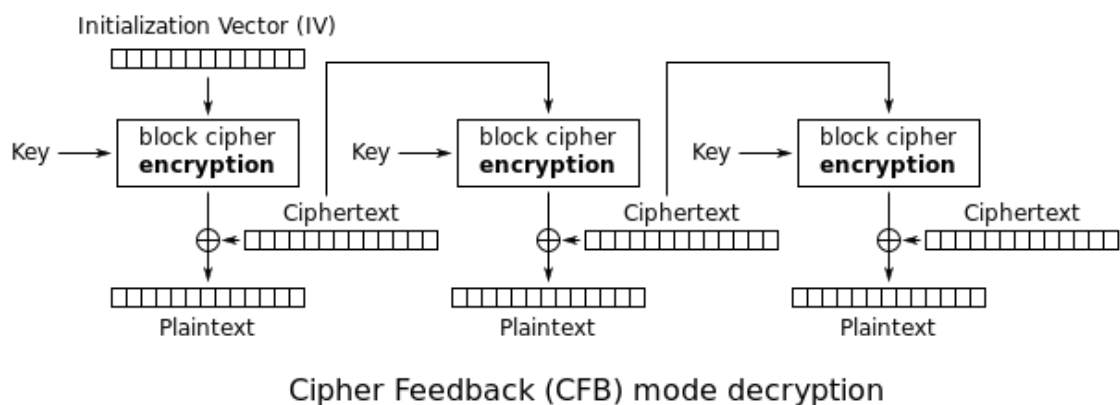 Initialization Vector (IV)
Key
block cipher
encryption
Key
block cipher
encryption
Key
block cipher
encryption
Ciphertext
Ciphertext
Ciphertext
Plaintext
Plaintext
Plaintext
Cipher Feedback (CFB) mode decryption